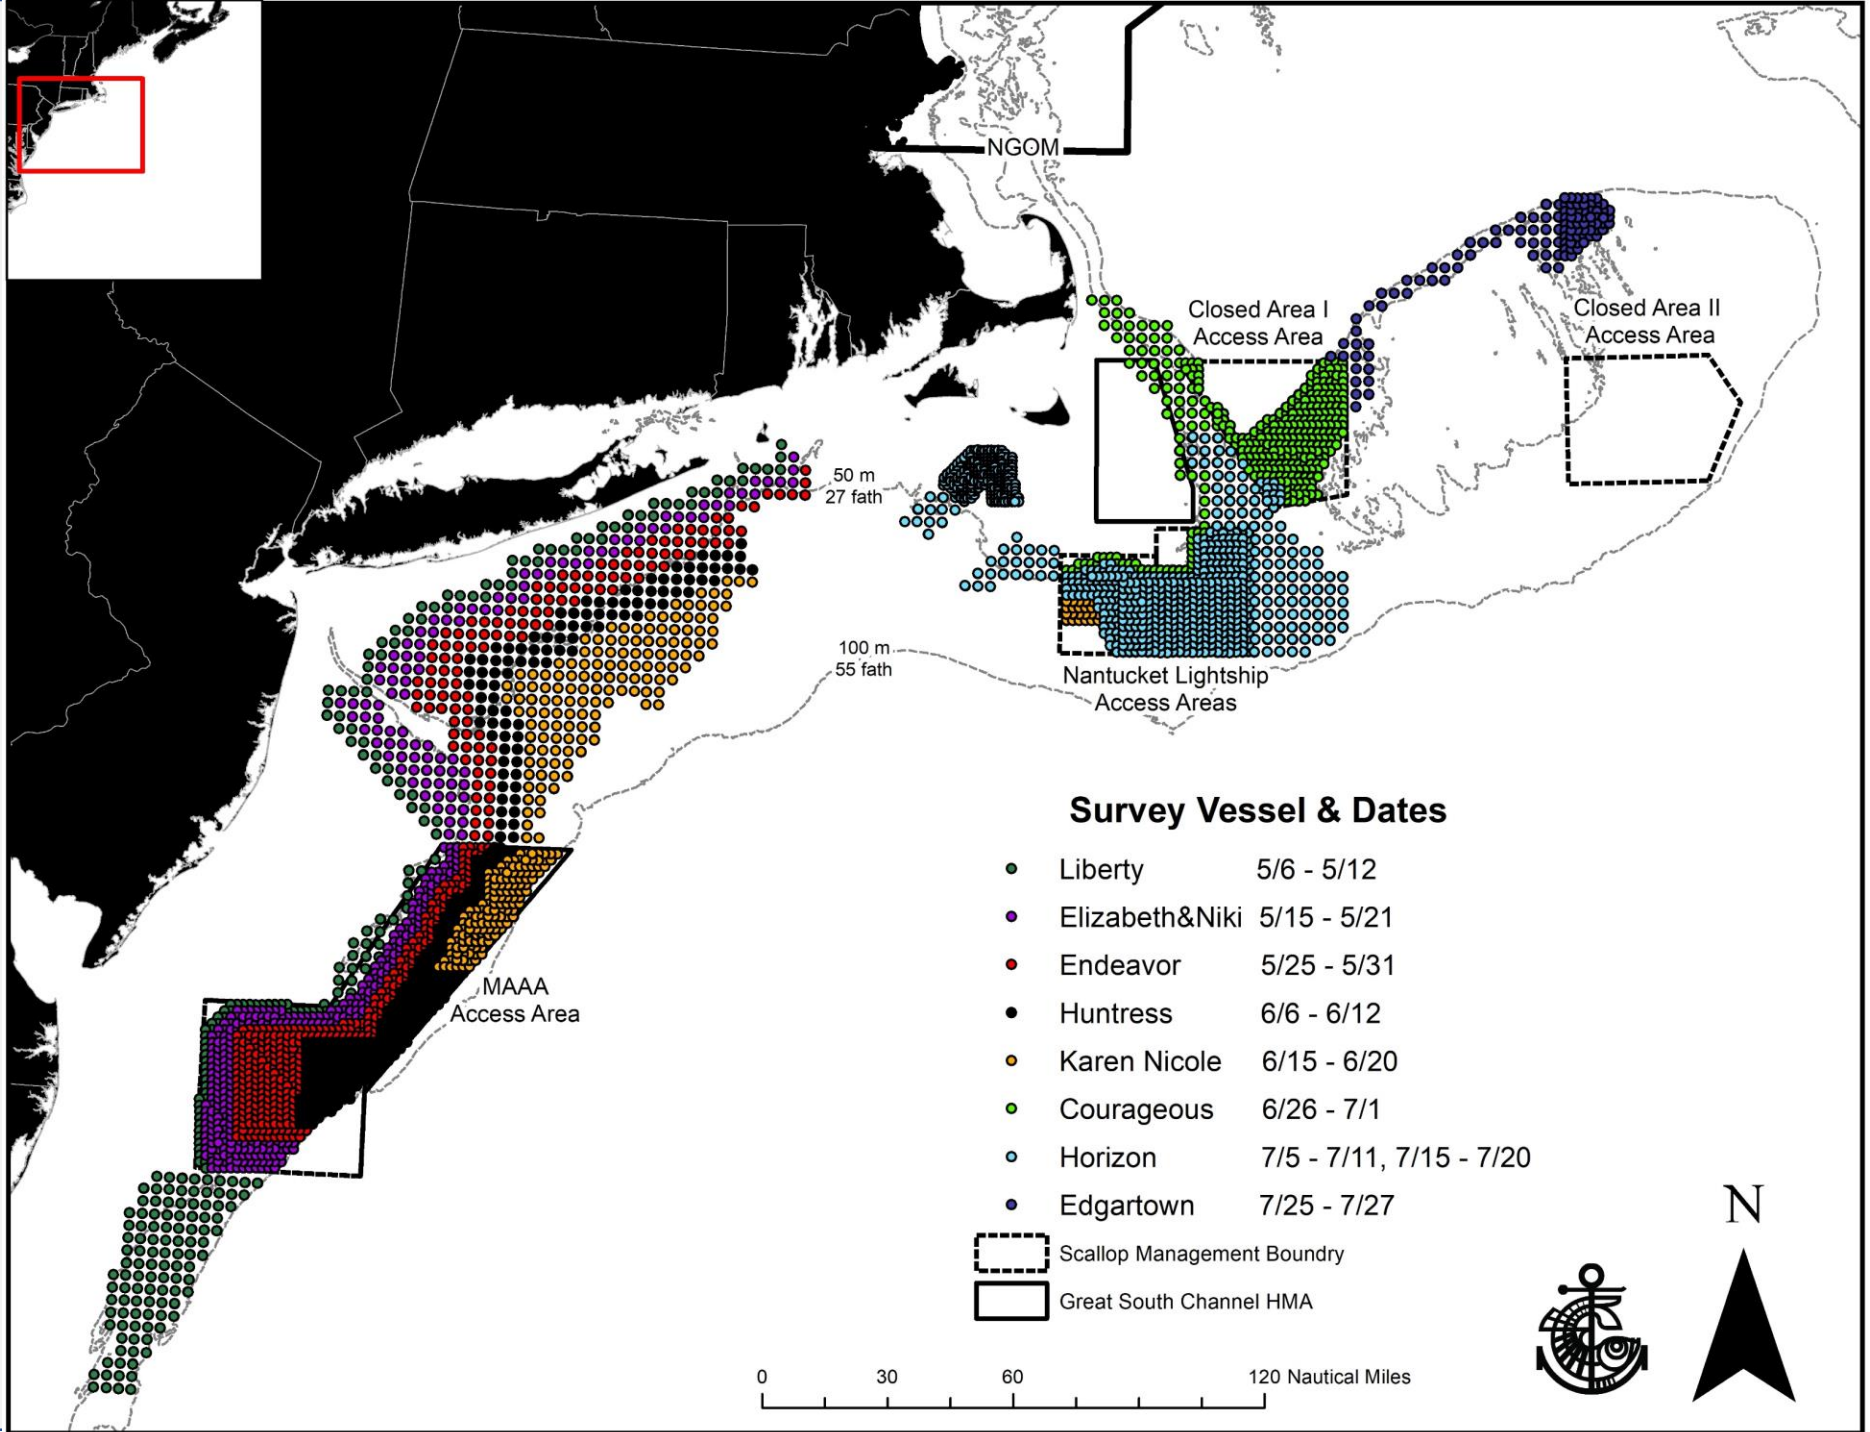 NGOM
Closed Area I
Access Area
Closed Area II
Access Area
50 m
27 fath
100 m
55 fath
Nantucket Lightship
Access Areas
MAAA
Access Area
Survey Vessel & Dates
Liberty 5/6 - 5/12
Elizabeth&Niki 5/15 - 5/21
Endeavor 5/25 - 5/31
Huntress 6/6 - 6/12
Karen Nicole 6/15 - 6/20
Courageous 6/26 - 7/1
Horizon 7/5 - 7/11, 7/15 - 7/20
Edgartown 7/25 - 7/27
Scallop Management Boundry
Great South Channel HMA
N
0 30 60 120 Nautical Miles